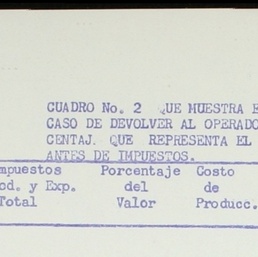 CUADRO No. 2 QUE MUESTRA E
CASO DE DEVOLVER AL OPERADO
CENTAJ. QUE REPRESENTA EL
ANTES DE IMPUESTOS.
mpuestos Porcentaje Costo
od. y Exp. del de
Total Valor Producc.